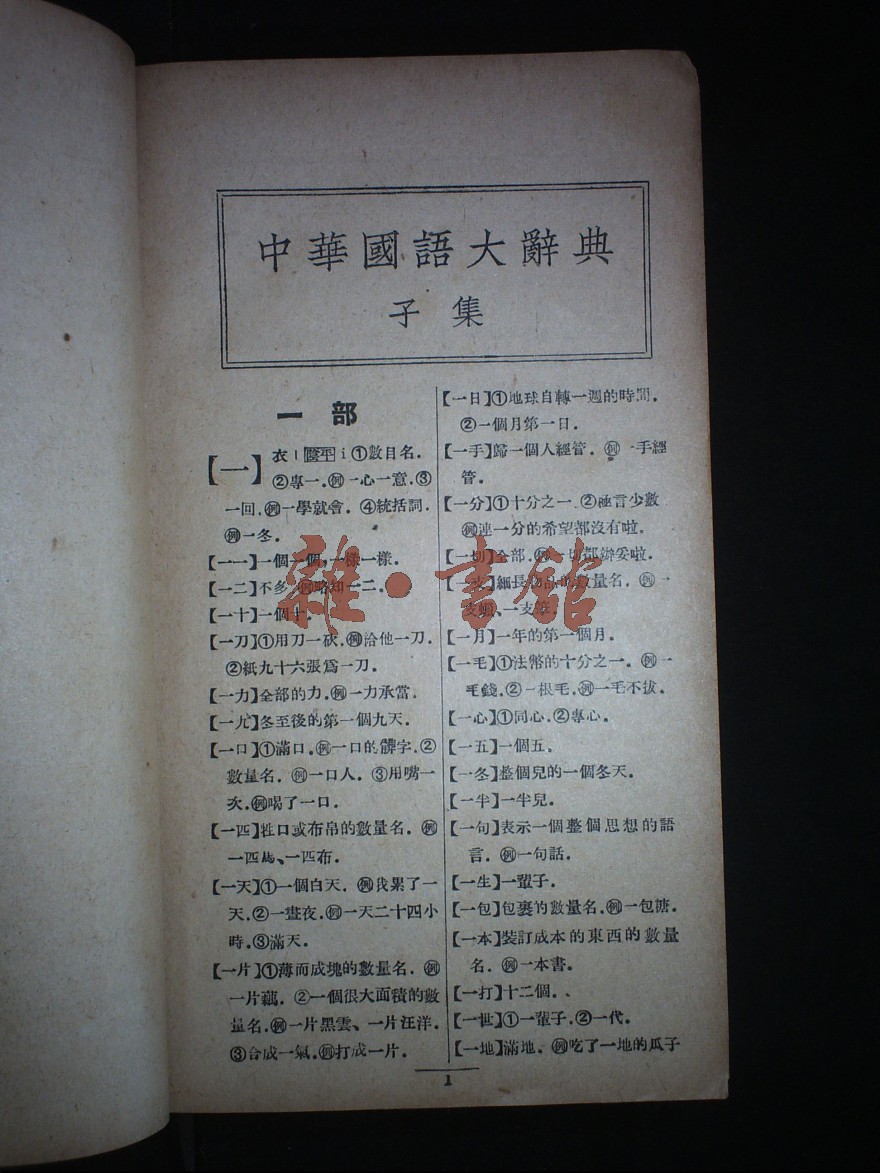 中華國語大辭典
子集
一部
【一】衣ㄧ陰平i①數目名．
②專一．例一心一意．③
一回．例一學就會．④統括詞．
例一冬．
【一一】一個一個，一樣一樣．
【一二】不多．例略知一二．
【一十】一個十．
【一刀】①用刀一砍．例給他一刀．
②紙九十六張爲一刀．
【一力】全部的力．例一力承當．
【一九】冬至後的第一個九天．
【一口】①滿口．例一口的髒字．②
數量名．例一口人．③用嘴一
次．例喝了一口．
【一匹】牲口或布帛的數量名．例
一匹馬、一匹布．
【一天】①一個白天．例我累了一
天．②一晝夜．例一天二十四小
時．③滿天．
【一片】①薄而成塊的數量名．例
一片藕．②一個很大面積的數
量名．例一片黑雲、一片汪洋．
③合成一氣．例打成一片．
【一日】①地球自轉一週的時間．
②一個月第一日．
【一手】歸一個人經管．例一手經
管．
【一分】①十分之一．②極言少數
例連一分的希望都沒有啦．
【一切】全部．例一切都辦妥啦．
【一支】細長物品的數量名．例一
支、一支筆．
【一月】一年的第一個月．
【一毛】①法幣的十分之一．例一
毛錢．②一根毛．例一毛不拔．
【一心】①同心．②專心．
【一五】一個五．
【一冬】整個兒的一個冬天．
【一半】一半兒．
【一句】表示一個整個思想的語
言．例一句話．
【一生】一輩子．
【一包】包裹的數量名．例一包糖．
【一本】裝訂成本的東西的數量
名．例一本書．
【一打】十二個．
【一世】①一輩子．②一代．
【一地】滿地．例吃了一地的瓜子
1
雜·書館